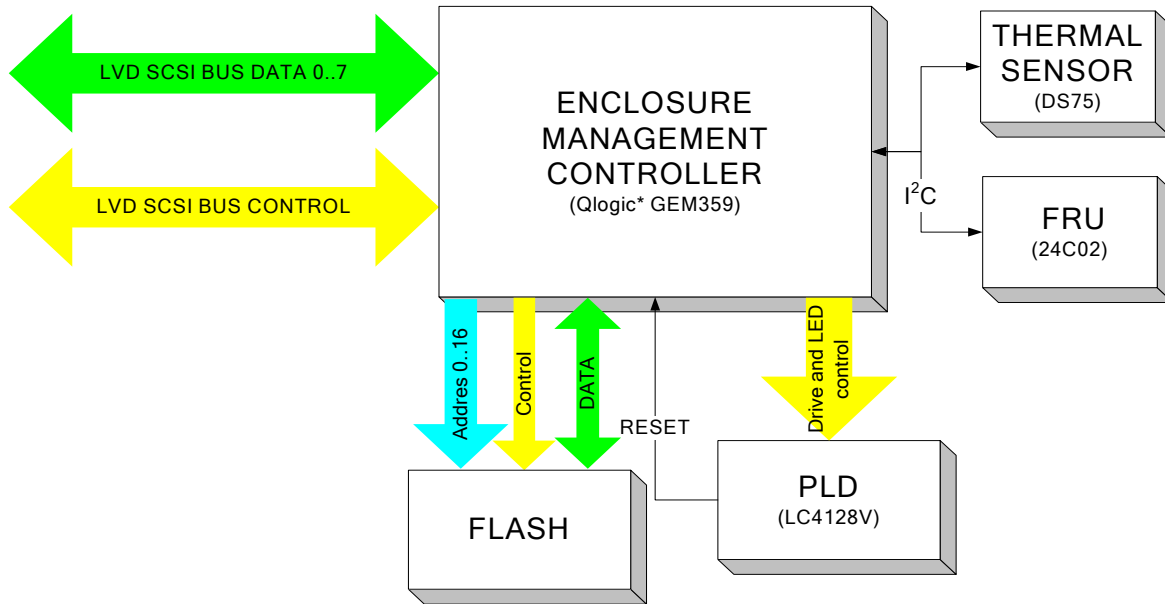 LVD SCSI BUS DATA 0..7
LVD SCSI BUS CONTROL
ENCLOSURE
MANAGEMENT
CONTROLLER
(Qlogic* GEM359)
THERMAL
SENSOR
(DS75)
I²C
FRU
(24C02)
Addres 0..16
Control
DATA
RESET
Drive and LED
control
FLASH
PLD
(LC4128V)